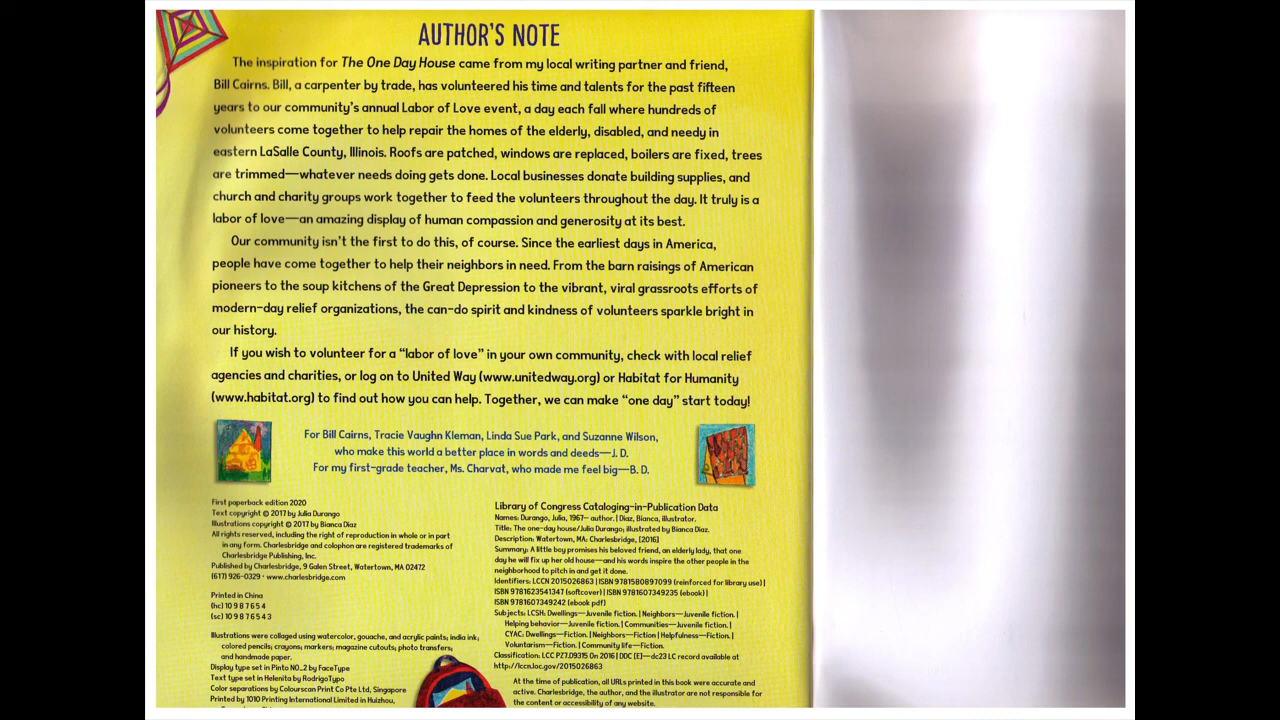 AUTHOR'S NOTE
The inspiration for The One Day House came from my local writing partner and friend,
Bill Cairns. Bill, a carpenter by trade, has volunteered his time and talents for the past fifteen
years to our community's annual Labor of Love event, a day each fall where hundreds of
volunteers come together to help repair the homes of the elderly, disabled, and needy in
eastern LaSalle County, Illinois. Roofs are patched, windows are replaced, boilers are fixed, trees
are trimmed—whatever needs doing gets done. Local businesses donate building supplies, and
church and charity groups work together to feed the volunteers throughout the day. It truly is a
labor of love—an amazing display of human compassion and generosity at its best.
Our community isn't the first to do this, of course. Since the earliest days in America,
people have come together to help their neighbors in need. From the barn raisings of American
pioneers to the soup kitchens of the Great Depression to the vibrant, viral grassroots efforts of
modern-day relief organizations, the can-do spirit and kindness of volunteers sparkle bright in
our history.
If you wish to volunteer for a "labor of love" in your own community, check with local relief
agencies and charities, or log on to United Way (www.unitedway.org) or Habitat for Humanity
(www.habitat.org) to find out how you can help. Together, we can make "one day" start today!
For Bill Cairns, Tracie Vaughn Kleman, Linda Sue Park, and Suzanne Wilson,
who make this world a better place in words and deeds—J. D.
For my first-grade teacher, Ms. Charvat, who made me feel big—B. D.
First paperback edition 2020
Text copyright © 2017 by Julia Durango
Illustrations copyright © 2017 by Bianca Diaz
All rights reserved, including the right of reproduction in whole or in part
in any form. Charlesbridge and colophon are registered trademarks of
Charlesbridge Publishing, Inc.
Published by Charlesbridge, 9 Galen Street, Watertown, MA 02472
(617) 926-0329 • www.charlesbridge.com
Printed in China
(hc) 10 9 8 7 6 5 4
(sc) 10 9 8 7 6 5 4 3
Illustrations were collaged using watercolor, gouache, and acrylic paints; india ink;
colored pencils; crayons; markers; magazine cutouts; photo transfers;
and handmade paper.
Display type set in Pinto NO_2 by FaceType
Text type set in Helenita by RodrigoTypo
Color separations by Colourscan Print Co Pte Ltd, Singapore
Printed by 1010 Printing International Limited in Huizhou,
Library of Congress Cataloging-in-Publication Data
Names: Durango, Julia, 1967– author. | Diaz, Bianca, illustrator.
Title: The one-day house/Julia Durango; illustrated by Bianca Diaz.
Description: Watertown, MA: Charlesbridge, [2016]
Summary: A little boy promises his beloved friend, an elderly lady, that one
day he will fix up her old house—and his words inspire the other people in the
neighborhood to pitch in and get it done.
Identifiers: LCCN 2015026863 | ISBN 9781580897099 (reinforced for library use) |
ISBN 9781623541347 (softcover) | ISBN 9781607349235 (ebook) |
ISBN 9781607349242 (ebook pdf)
Subjects: LCSH: Dwellings—Juvenile fiction. | Neighbors—Juvenile fiction. |
Helping behavior—Juvenile fiction. | Communities—Juvenile fiction. |
CYAC: Dwellings—Fiction. | Neighbors—Fiction | Helpfulness—Fiction. |
Voluntarism—Fiction. | Community life—Fiction.
Classification: LCC PZ7.D9315 On 2016 | DDC [E]—dc23 LC record available at
http://lccn.loc.gov/2015026863
At the time of publication, all URLs printed in this book were accurate and
active. Charlesbridge, the author, and the illustrator are not responsible for
the content or accessibility of any website.